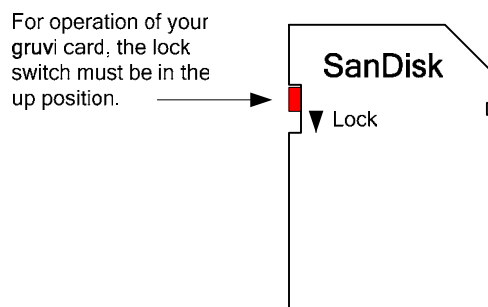 For operation of your
gruvi card, the lock
switch must be in the
up position.
SanDisk
Lock